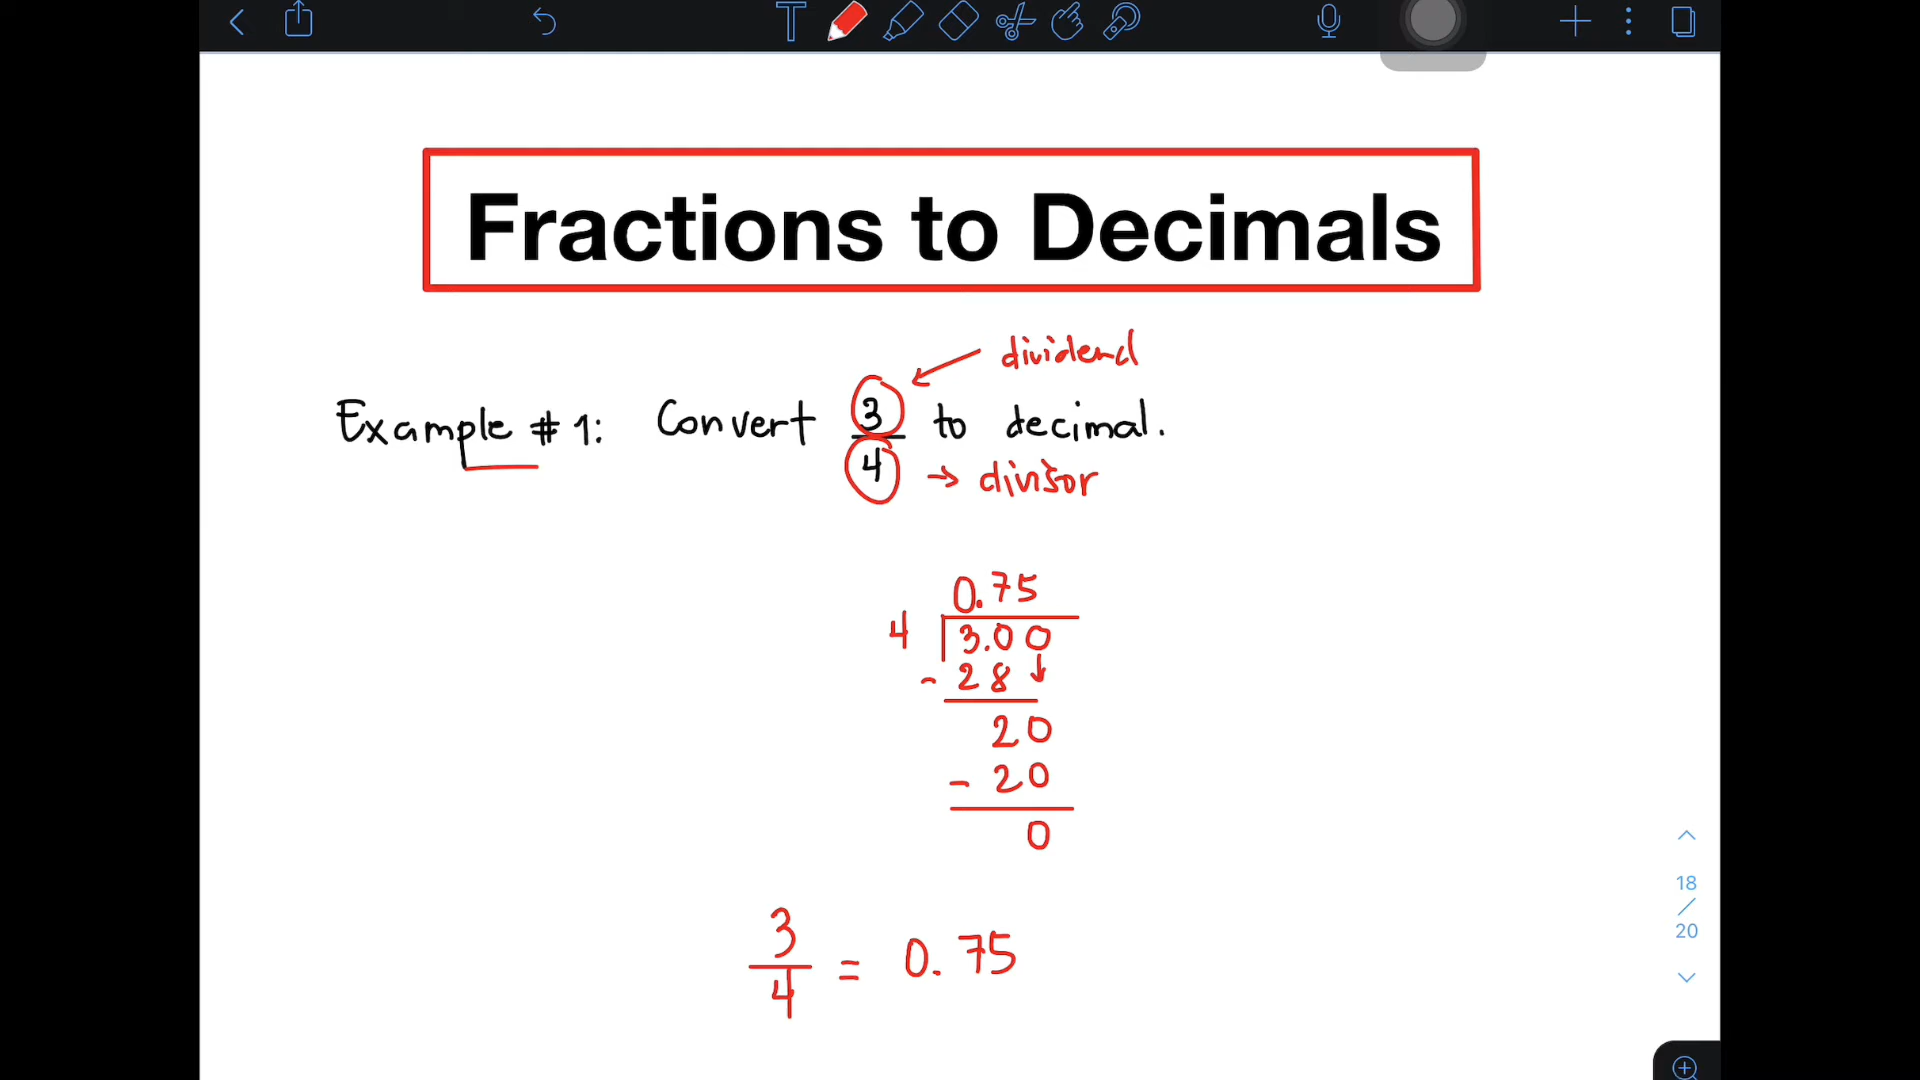 Fractions to Decimals
dividend
Example #1: Convert 3/4 to decimal.
→ divisor
0.75
4 3.00
- 28
20
- 20
0
3/4 = 0.75
18
/
20